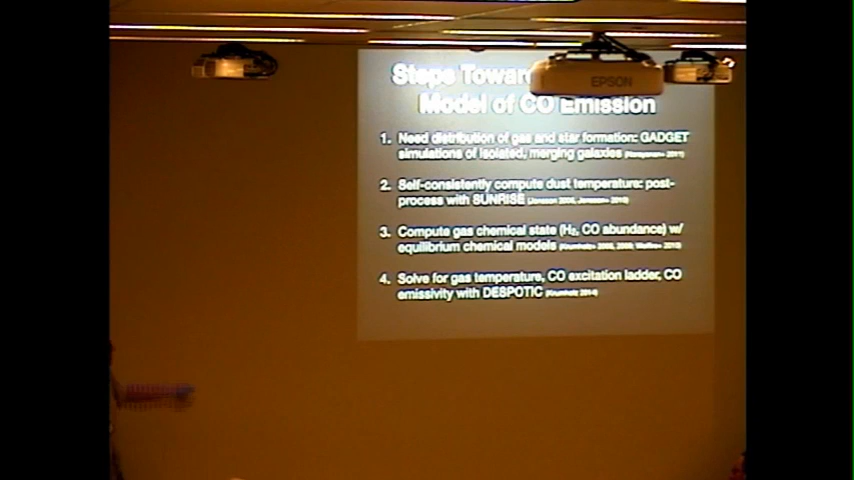 EPSON
Steps Towar
Model of CO Emission
1. Need distribution of gas and star formation: GADGET
simulations of isolated, merging galaxies
2. Self-consistently compute dust temperature: post-
process with SUNRISE
3. Compute gas chemical state (H₂, CO abundance) w/
equilibrium chemical models
4. Solve for gas temperature, CO excitation ladder, CO
emissivity with DESPOTIC (Krumholz 2014)